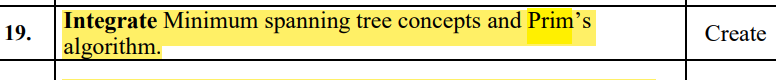 19.
Integrate Minimum spanning tree concepts and Prim's
algorithm.
Create